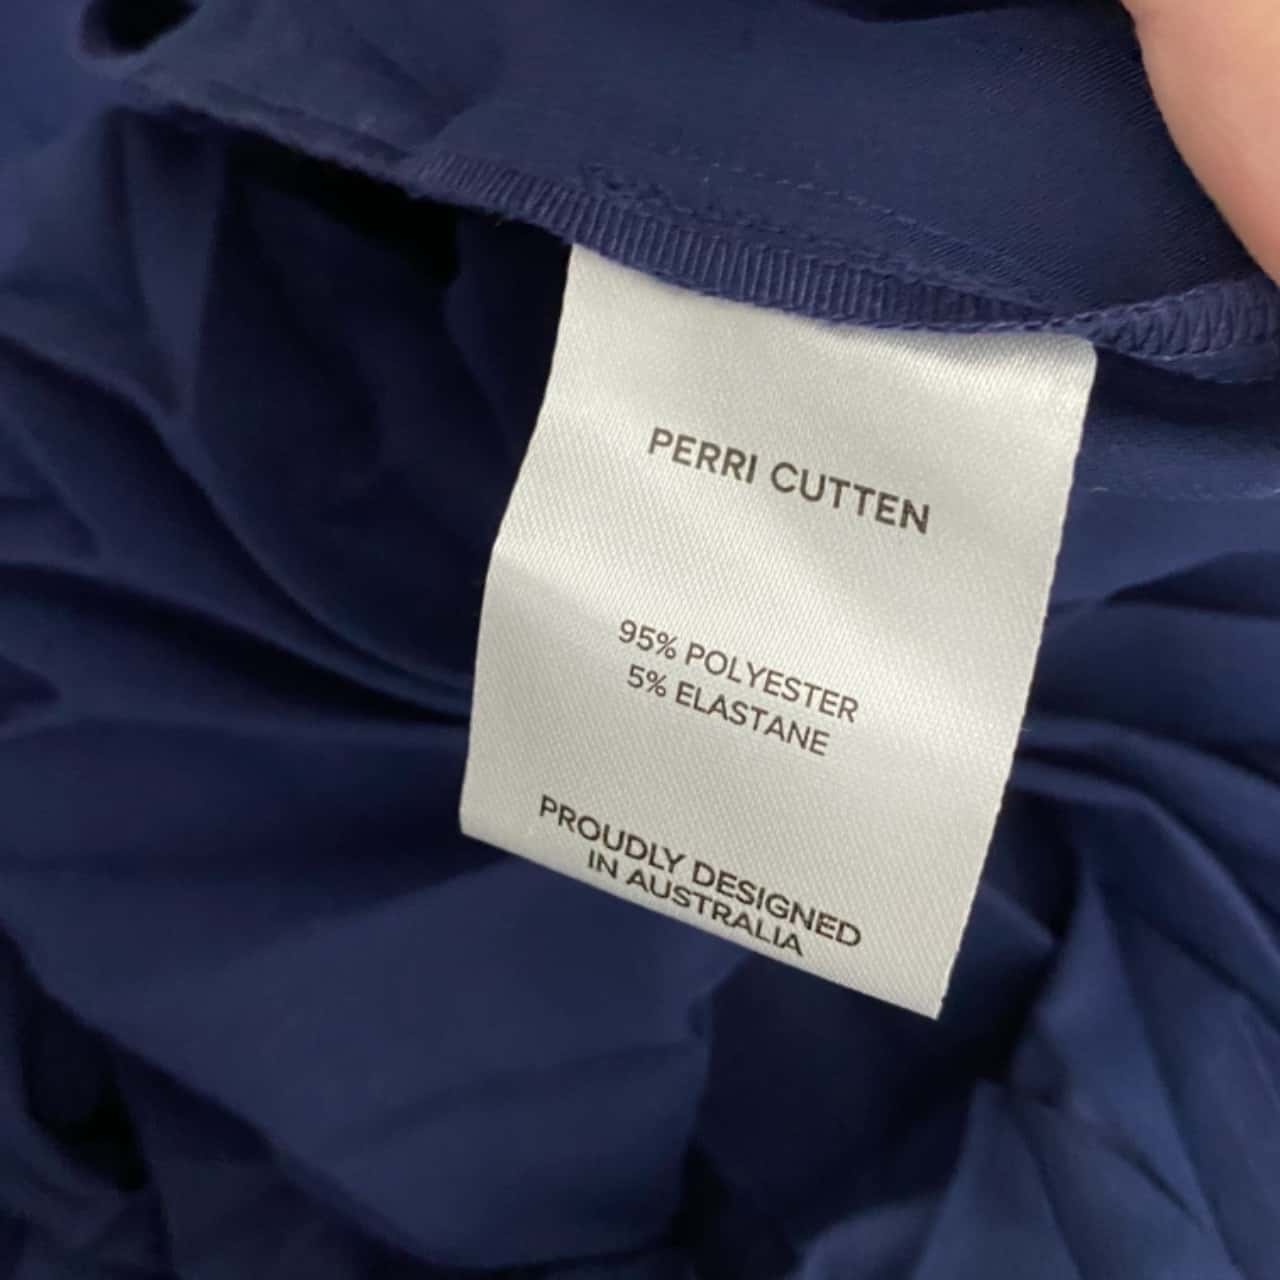 PERRI CUTTEN
95% POLYESTER
5% ELASTANE
PROUDLY DESIGNED
IN AUSTRALIA